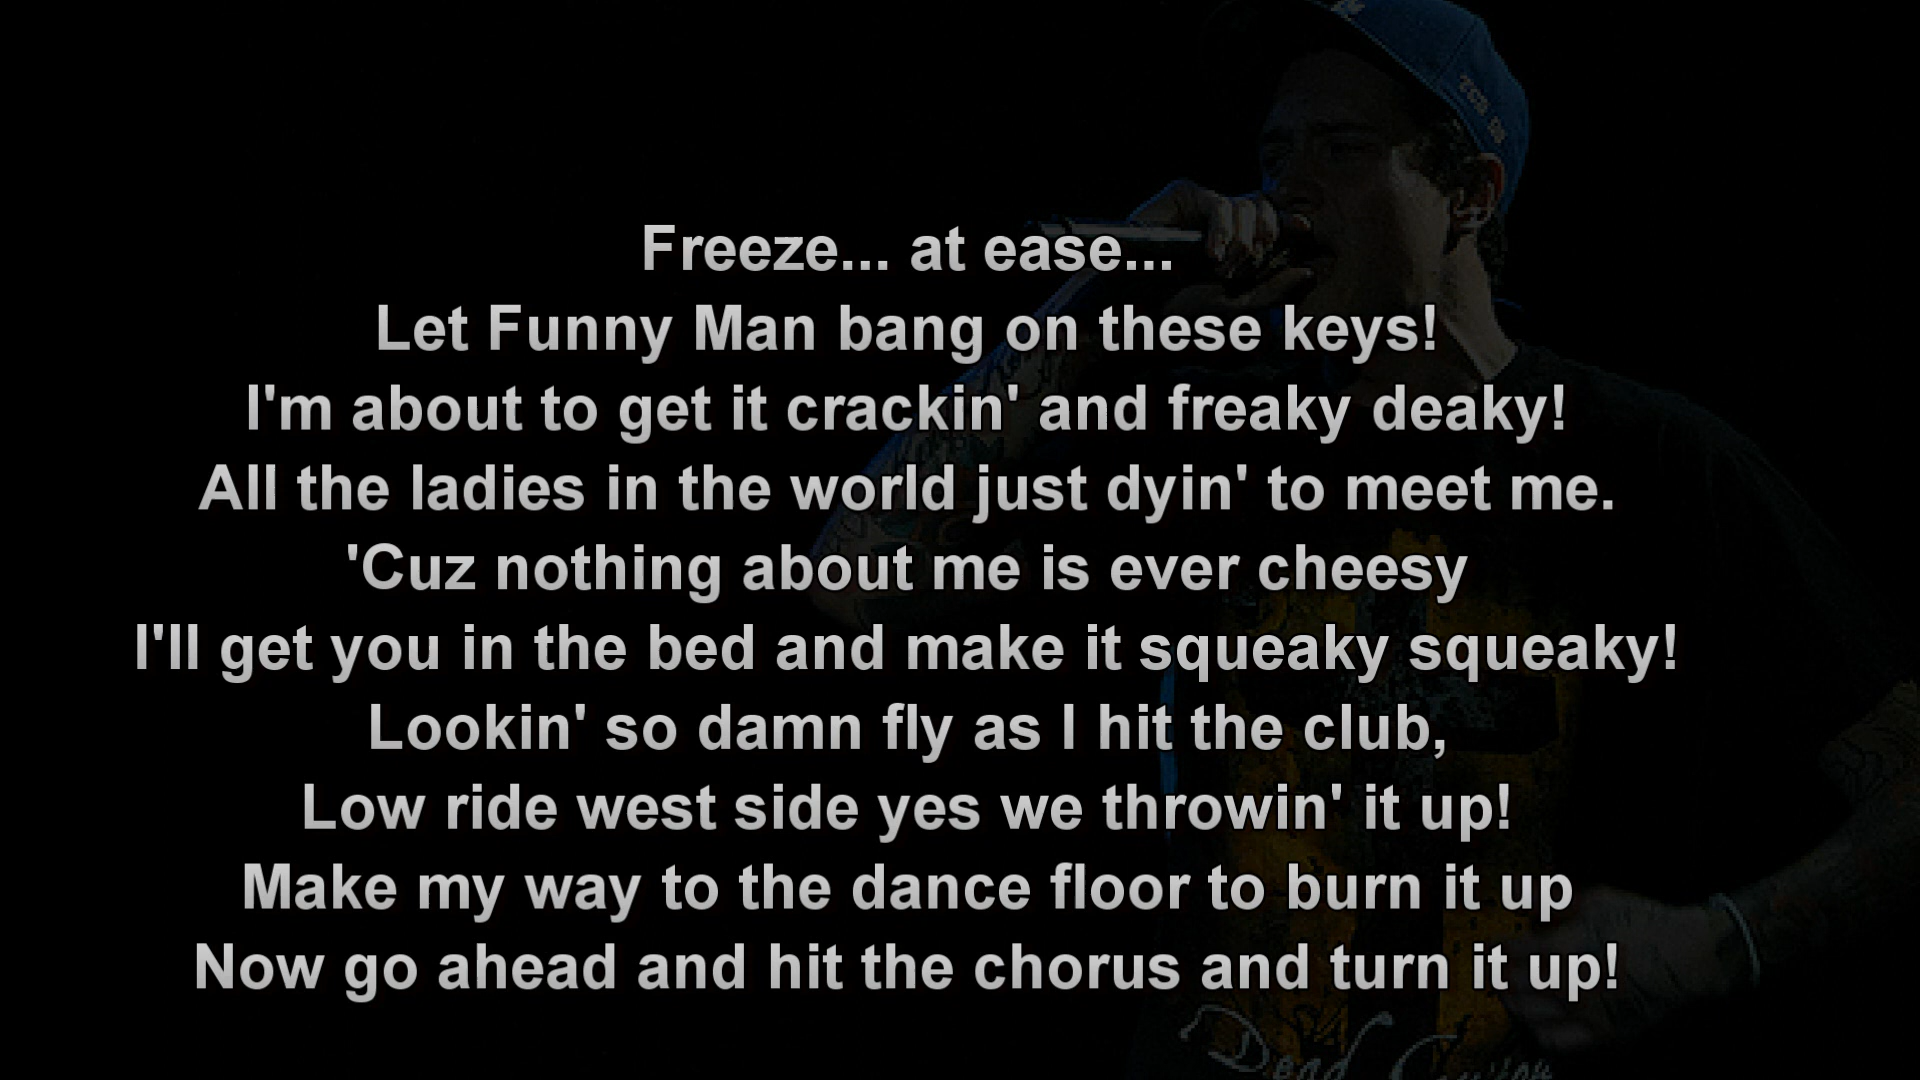 Freeze... at ease...
Let Funny Man bang on these keys!
I'm about to get it crackin' and freaky deaky!
All the ladies in the world just dyin' to meet me.
'Cuz nothing about me is ever cheesy
I'll get you in the bed and make it squeaky squeaky!
Lookin' so damn fly as I hit the club,
Low ride west side yes we throwin' it up!
Make my way to the dance floor to burn it up
Now go ahead and hit the chorus and turn it up!
Dead